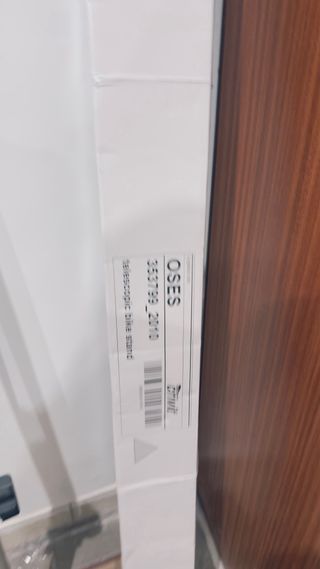 OSES
353799_2010
telescopic bike stand